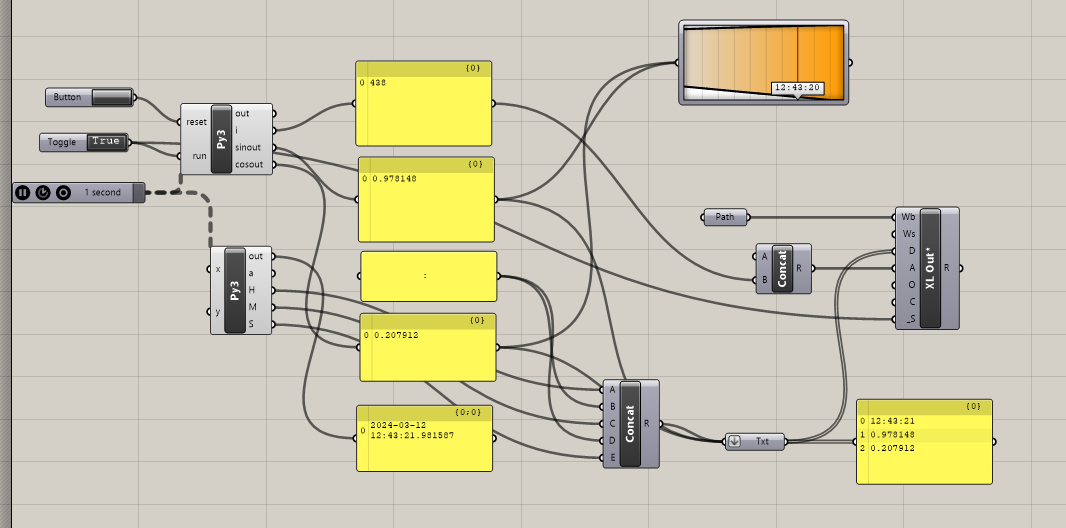 Button
Toggle True
1 second
reset
run
Py3
out
i
sinout
cosout
x
y
Py3
out
a
H
M
S
{0}
0 438
{0}
0 0.978148
:
{0}
0 0.207912
{0;0}
0 2024-03-12
12:43:21.981587
12:43:20
Path
A
B
Concat
R
Wb
Ws
D
A
O
C
_S
XL Out*
R
A
B
C
D
E
Concat
R
Txt
{0}
0 12:43:21
1 0.978148
2 0.207912